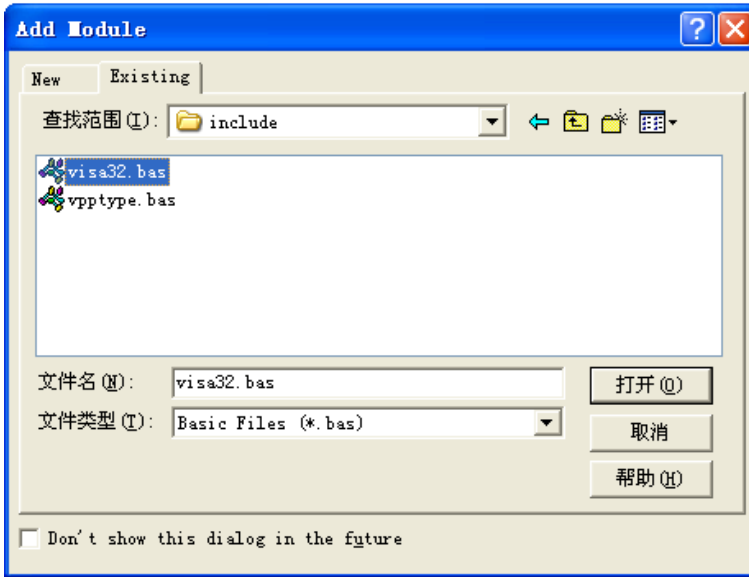 Add Module
New Existing
查找范围(I): include
visa32.bas
vpptype.bas
文件名(N): visa32.bas 打开(O)
文件类型(T): Basic Files (*.bas) 取消
帮助(H)
Don't show this dialog in the future